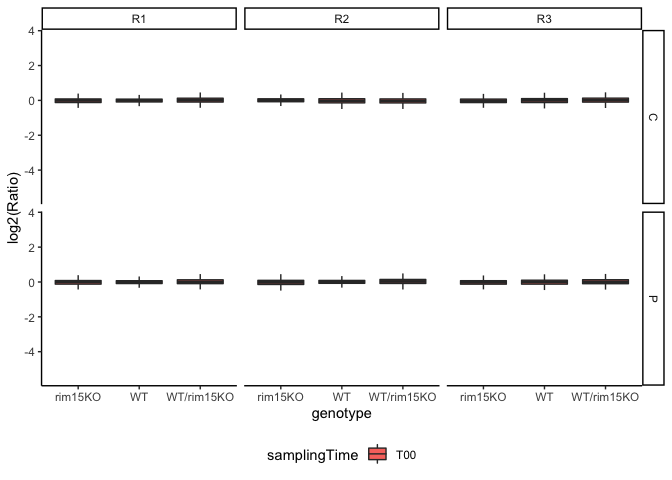 R1 R2 R3
4
2
0
-2
-4
C
4
2
0
-2
-4
P
log2(Ratio)
rim15KO WT WT/rim15KO rim15KO WT WT/rim15KO rim15KO WT WT/rim15KO
genotype
samplingTime T00